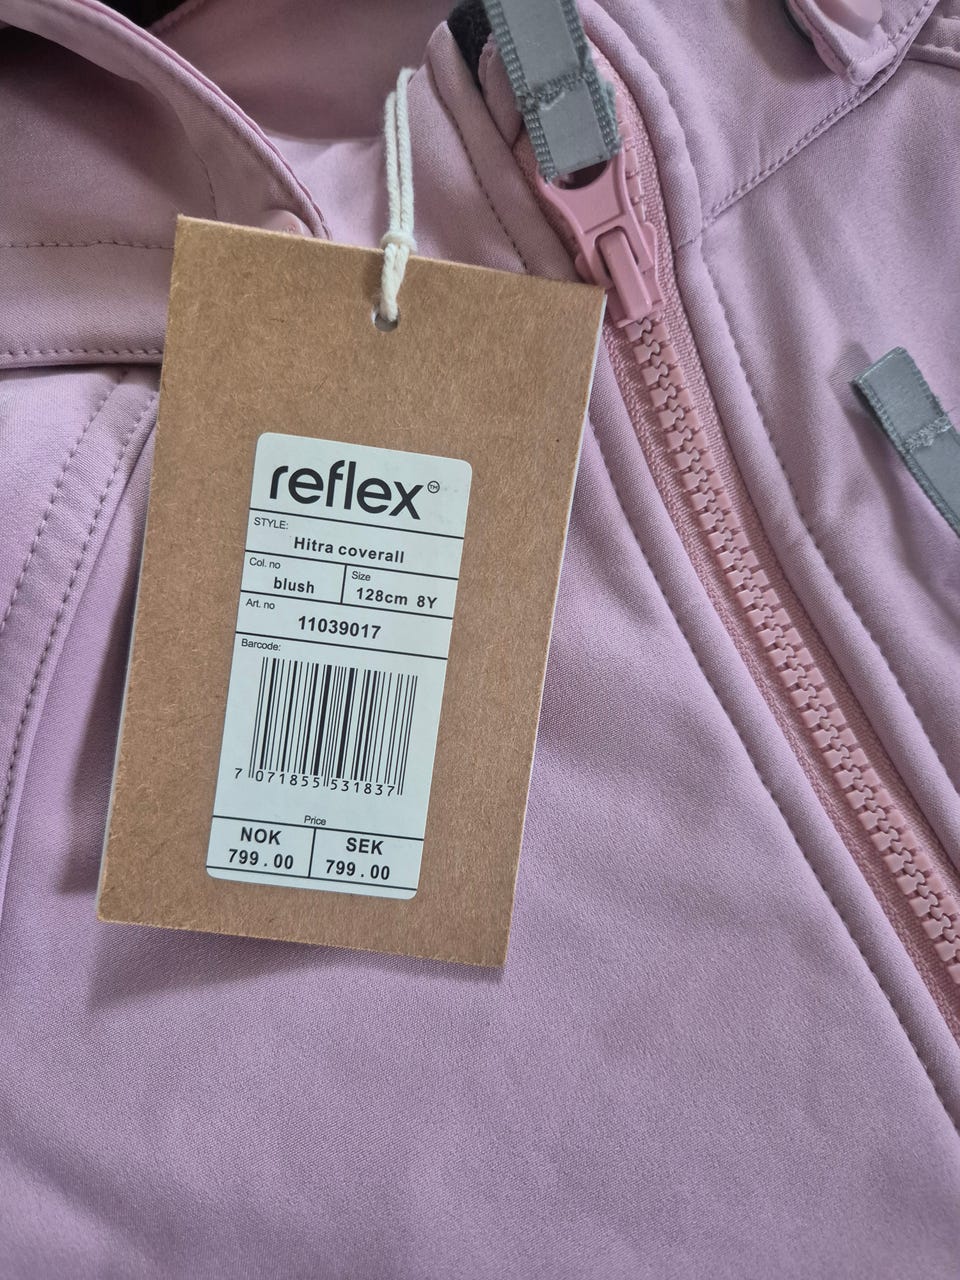 reflex™
STYLE:
Hitra coverall
Col. no
blush
Size
128cm 8Y
Art. no
11039017
Barcode:
7 071855 531837
Price
NOK
799.00
SEK
799.00